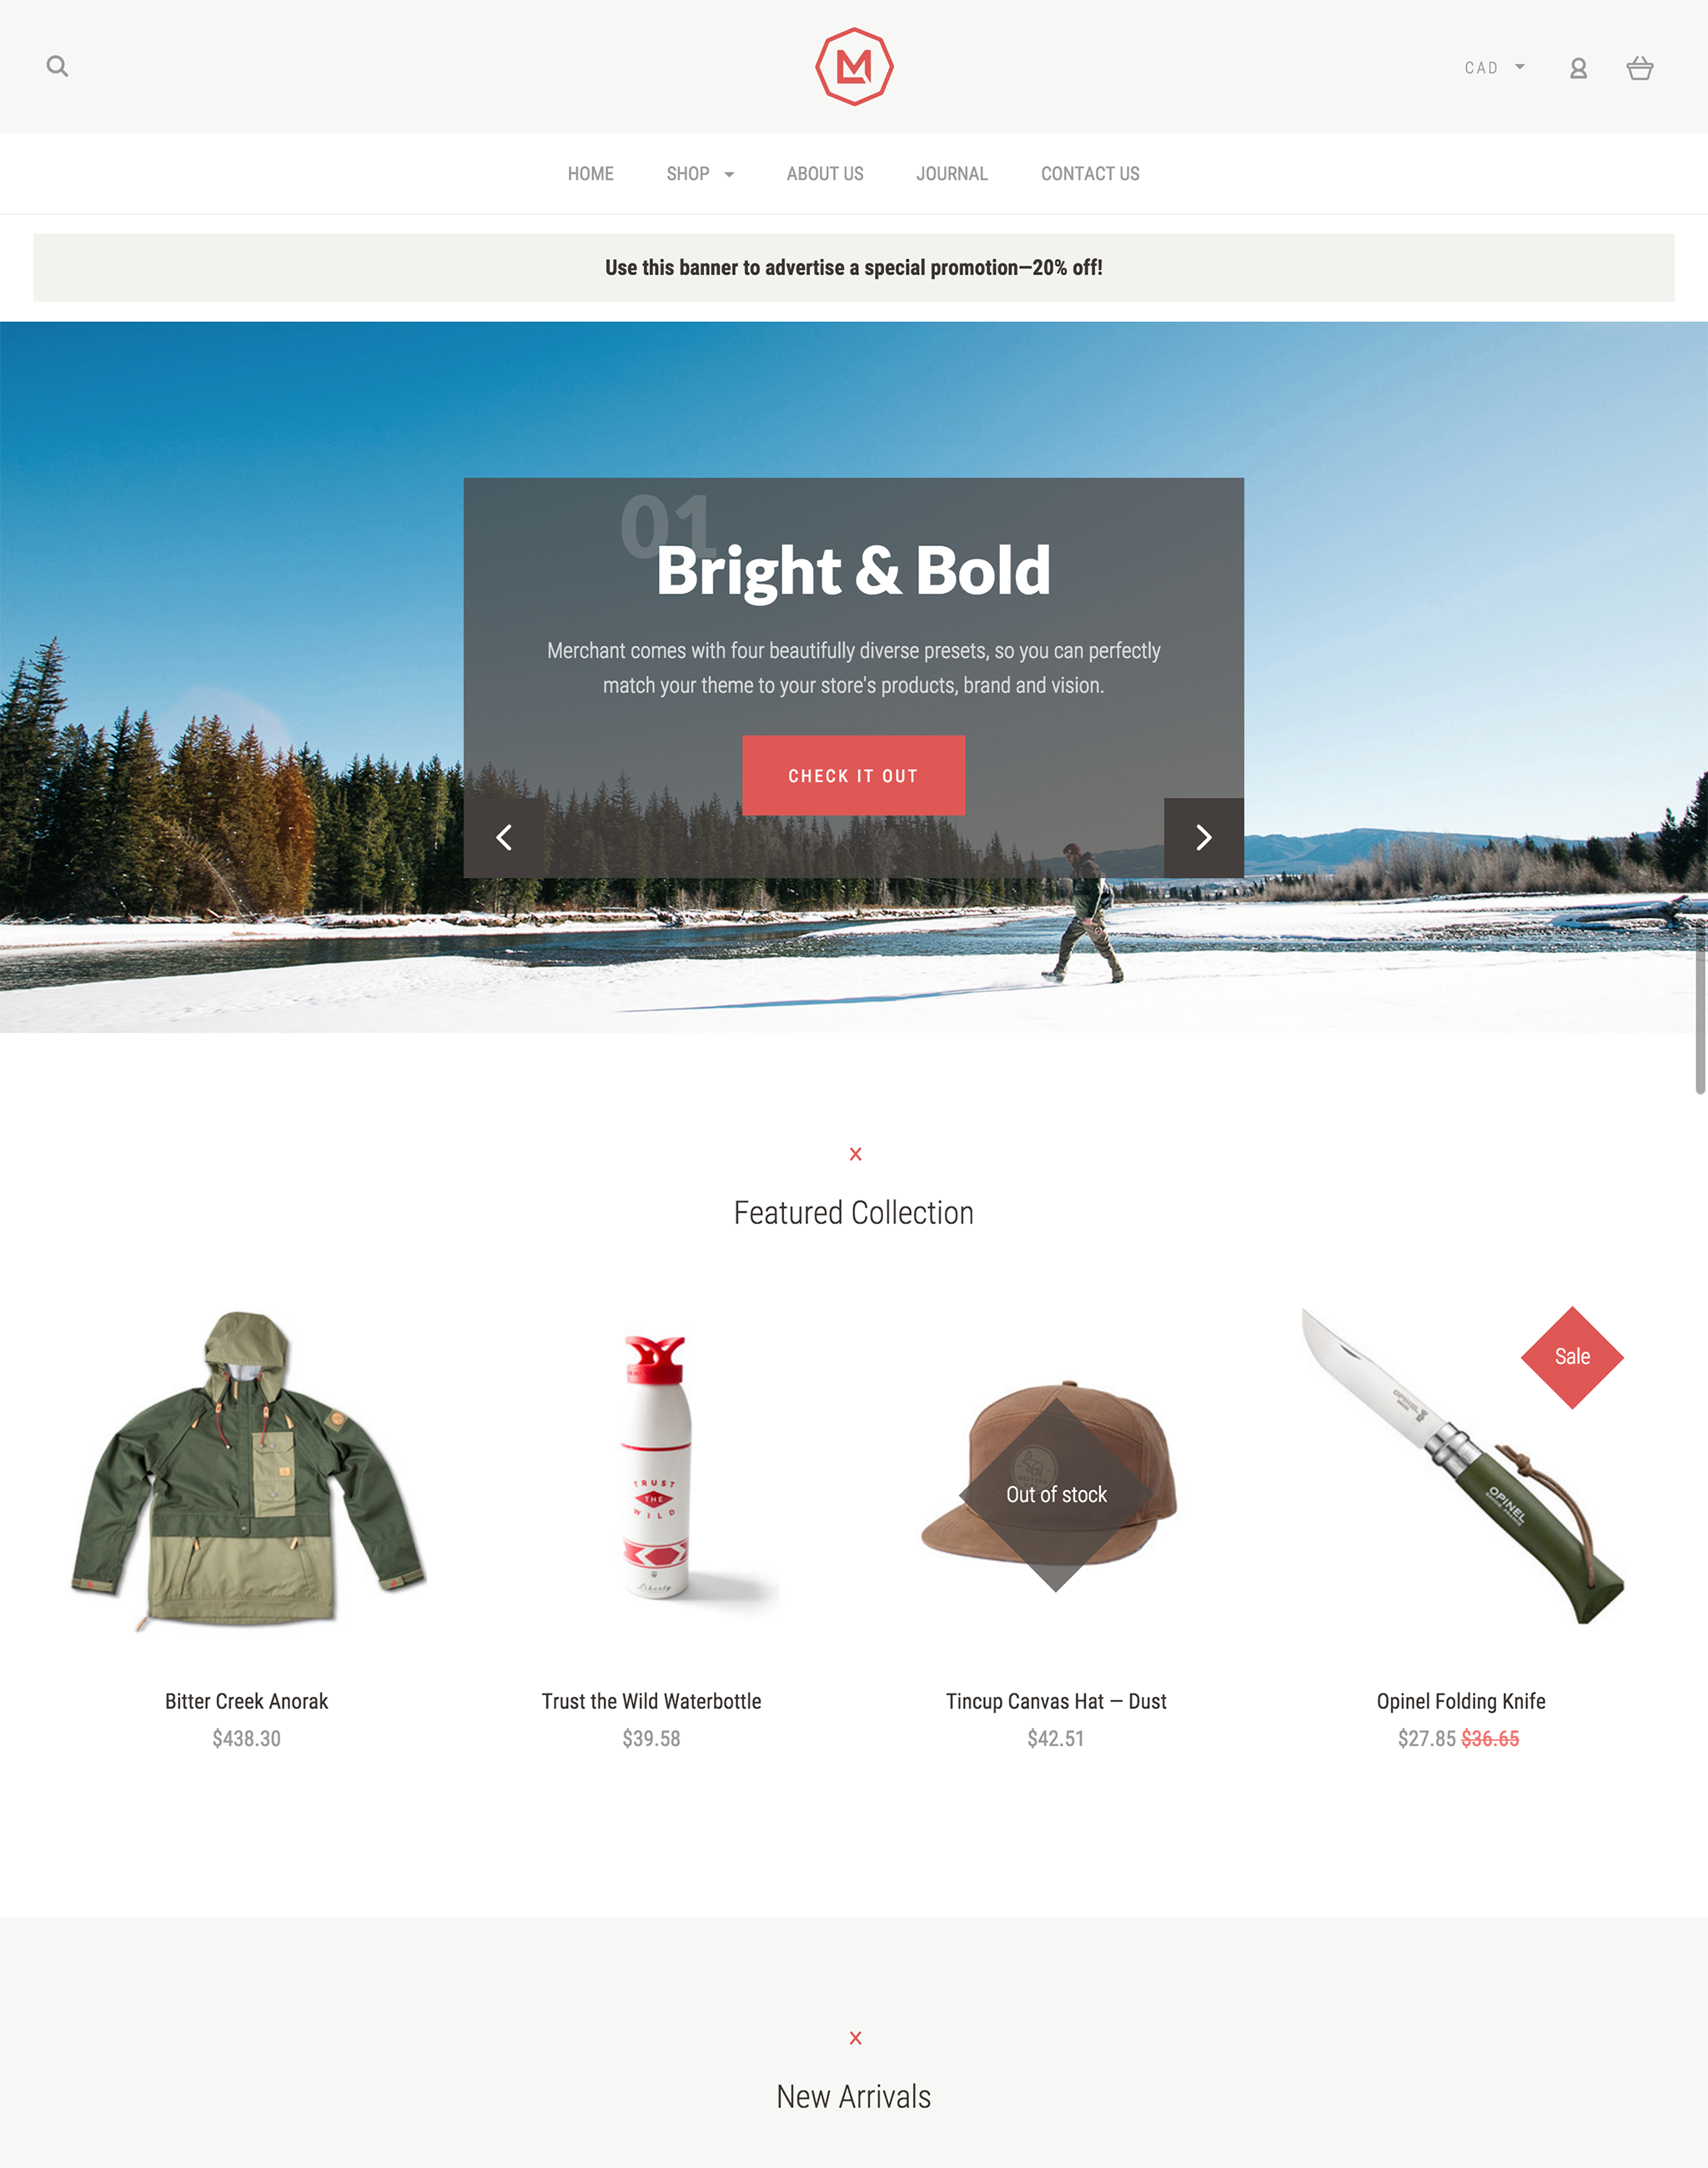 CAD
HOME SHOP ABOUT US JOURNAL CONTACT US
Use this banner to advertise a special promotion—20% off!
01
Bright & Bold
Merchant comes with four beautifully diverse presets, so you can perfectly
match your theme to your store's products, brand and vision.
CHECK IT OUT
Featured Collection
Sale
TRUST
THE
WILD
Out of stock
OPINEL
Bitter Creek Anorak
$438.30
Trust the Wild Waterbottle
$39.58
Tincup Canvas Hat — Dust
$42.51
Opinel Folding Knife
$27.85 $36.65
New Arrivals